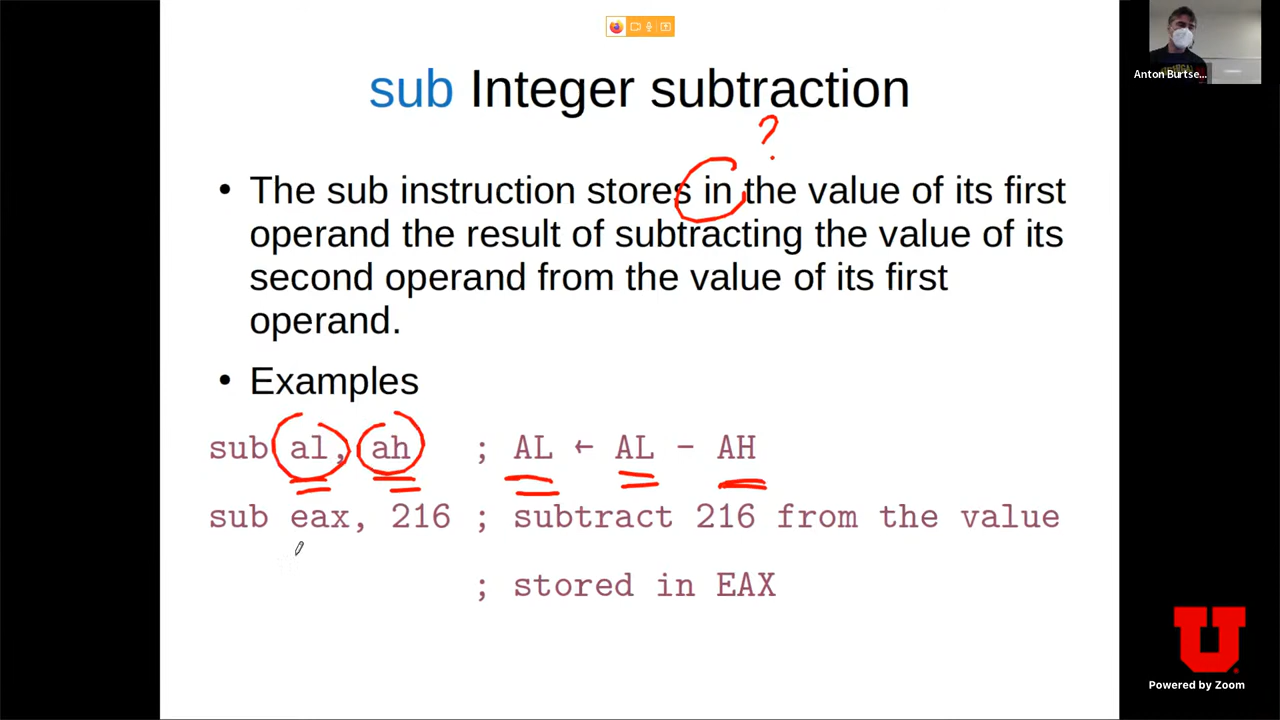 sub Integer subtraction
?
• The sub instruction stores in the value of its first
operand the result of subtracting the value of its
second operand from the value of its first
operand.
• Examples
sub al, ah ; AL ← AL - AH
sub eax, 216 ; subtract 216 from the value
; stored in EAX
Anton Burtse...
U
Powered by Zoom